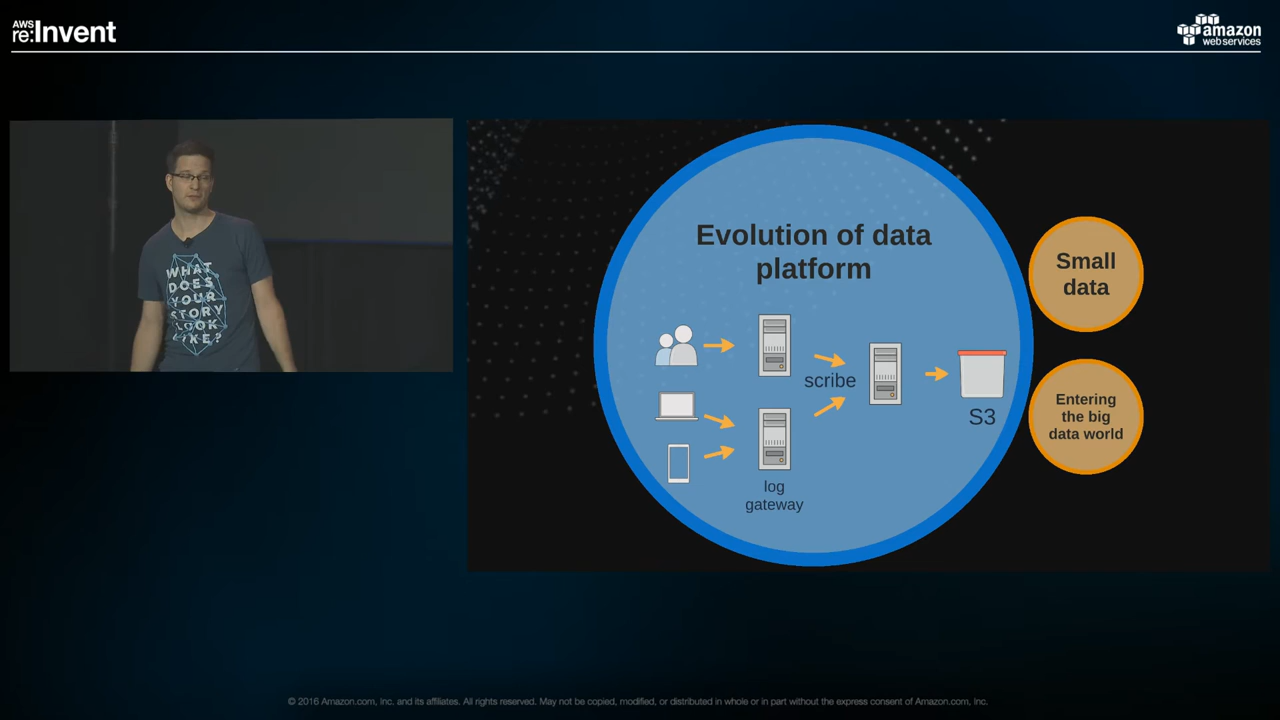 AWS
re:Invent
amazon
web services
WHAT
DOES
YOUR
STORY
LOOK
LIKE?
Evolution of data
platform
scribe
S3
log
gateway
Small
data
Entering
the big
data world
© 2016 Amazon.com, Inc. and its affiliates. All rights reserved. May not be copied, modified, or distributed in whole or in part without the express consent of Amazon.com, Inc.